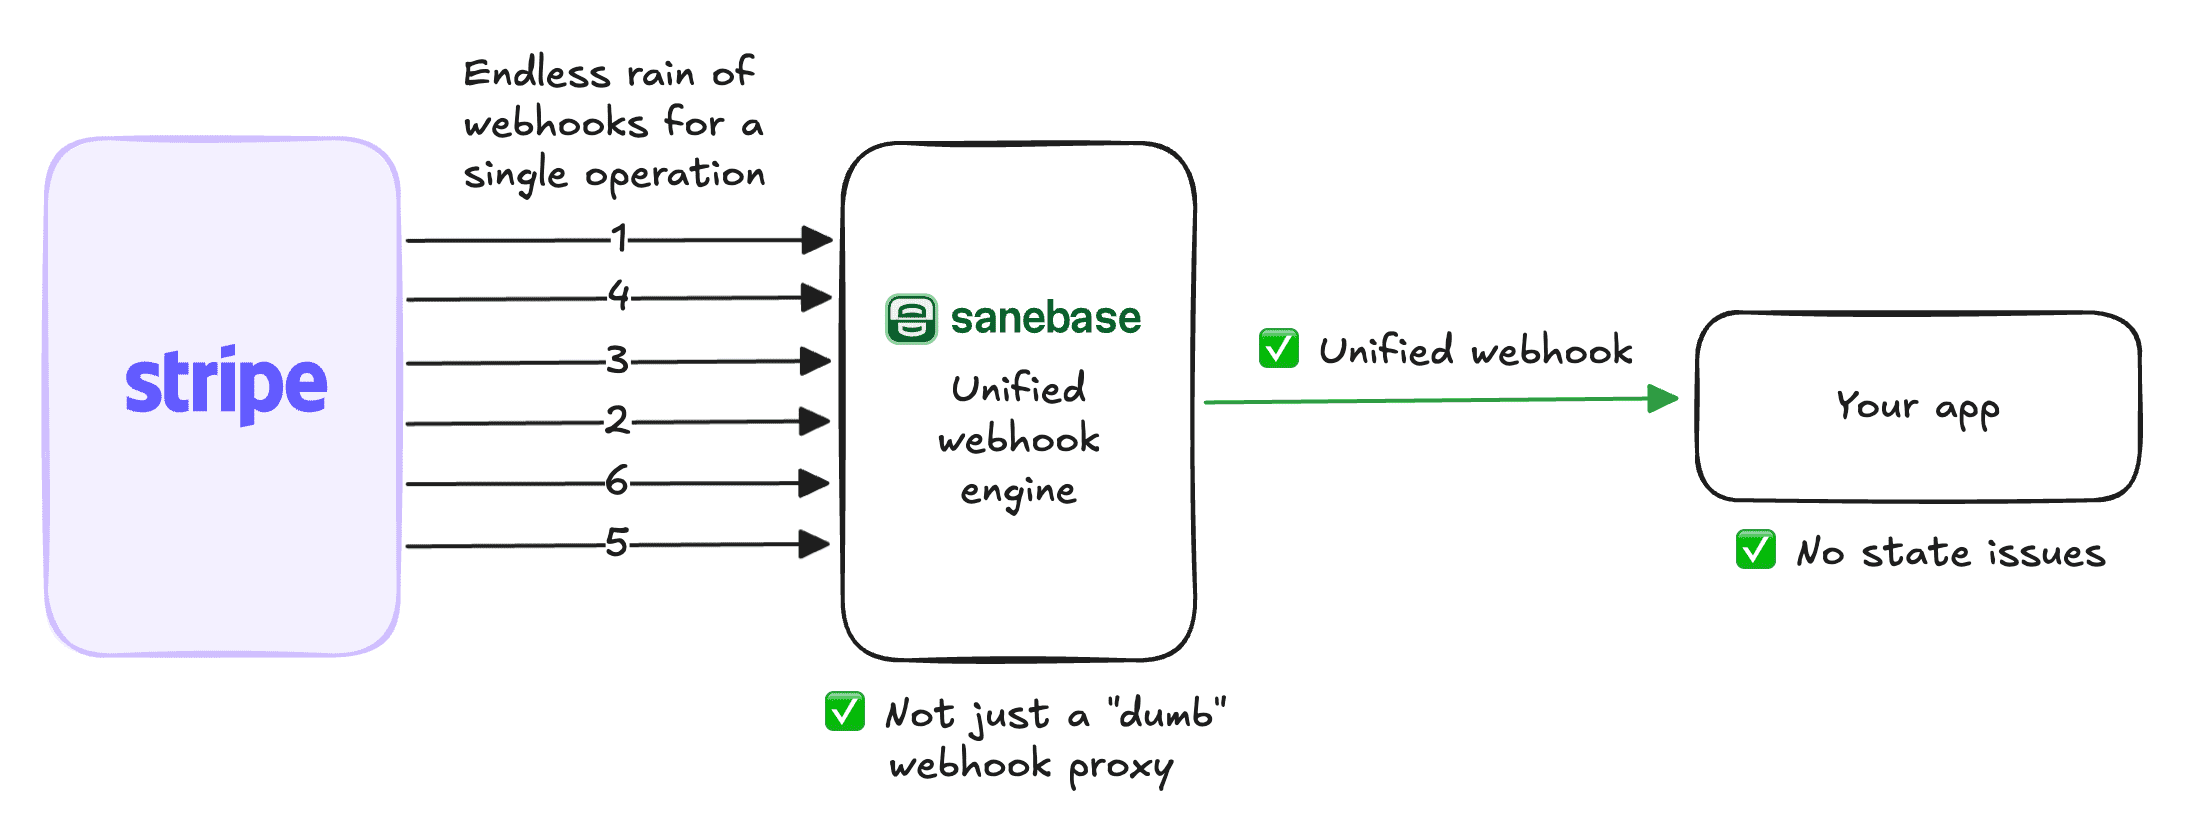 Endless rain of
webhooks for a
single operation
stripe
1
4
3
2
6
5
sanebase
Unified
webhook
engine
✅ Not just a "dumb"
webhook proxy
✅ Unified webhook
Your app
✅ No state issues